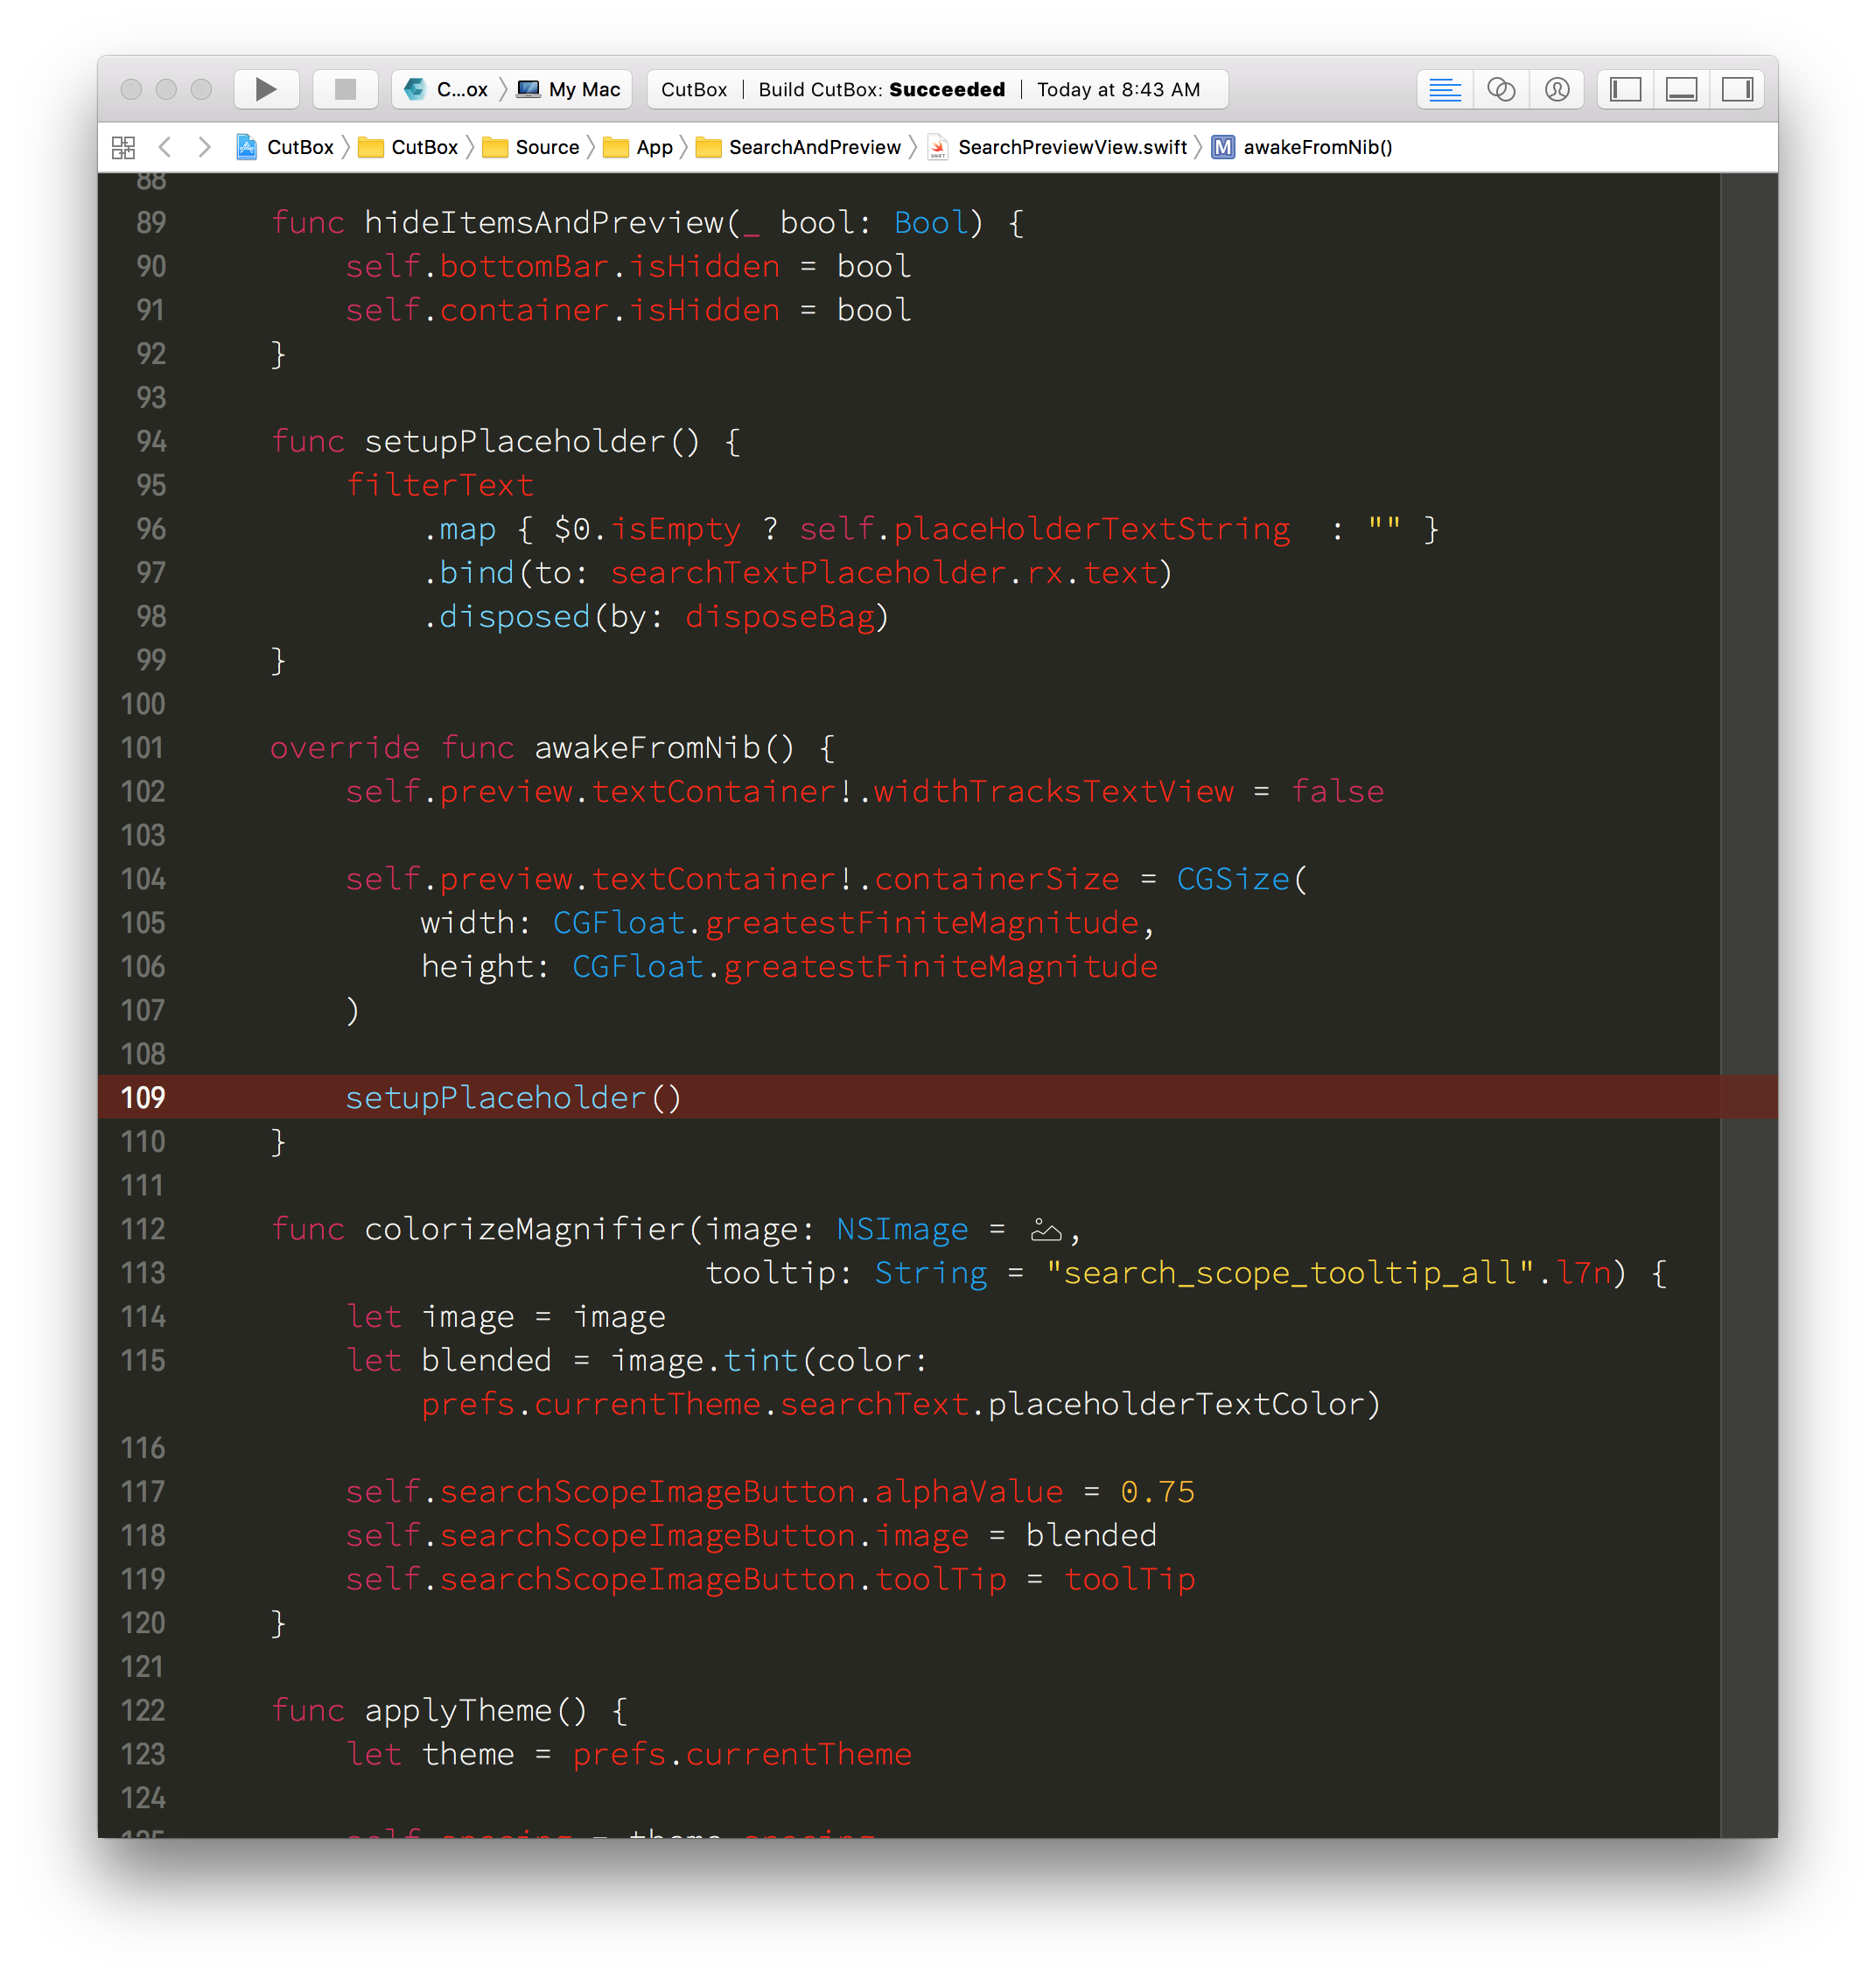 C...ox My Mac CutBox | Build CutBox: Succeeded | Today at 8:43 AM
CutBox CutBox Source App SearchAndPreview SearchPreviewView.swift M awakeFromNib()
88
89 func hideItemsAndPreview(_ bool: Bool) {
90 self.bottomBar.isHidden = bool
91 self.container.isHidden = bool
92 }
93
94 func setupPlaceholder() {
95 filterText
96 .map { $0.isEmpty ? self.placeHolderTextString  : "" }
97 .bind(to: searchTextPlaceholder.rx.text)
98 .disposed(by: disposeBag)
99 }
100
101 override func awakeFromNib() {
102 self.preview.textContainer!.widthTracksTextView = false
103
104 self.preview.textContainer!.containerSize = CGSize(
105 width: CGFloat.greatestFiniteMagnitude,
106 height: CGFloat.greatestFiniteMagnitude
107 )
108
109 setupPlaceholder()
110 }
111
112 func colorizeMagnifier(image: NSImage = ,
113 tooltip: String = "search_scope_tooltip_all".l7n) {
114 let image = image
115 let blended = image.tint(color:
prefs.currentTheme.searchText.placeholderTextColor)
116
117 self.searchScopeImageButton.alphaValue = 0.75
118 self.searchScopeImageButton.image = blended
119 self.searchScopeImageButton.toolTip = toolTip
120 }
121
122 func applyTheme() {
123 let theme = prefs.currentTheme
124
125 self.spacing = theme.spacing